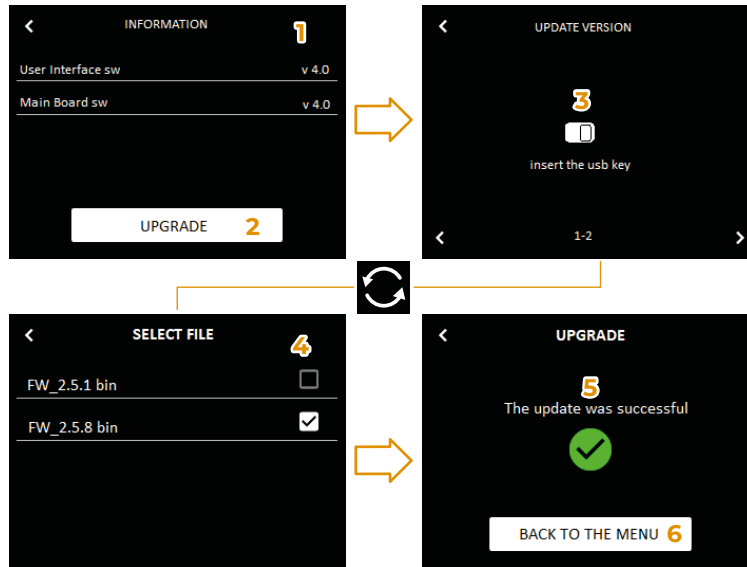 INFORMATION
1
User Interface sw v 4.0
Main Board sw v 4.0
UPGRADE 2
UPDATE VERSION
3
insert the usb key
1-2
SELECT FILE
4
FW_2.5.1 bin
FW_2.5.8 bin
UPGRADE
5
The update was successful
BACK TO THE MENU 6